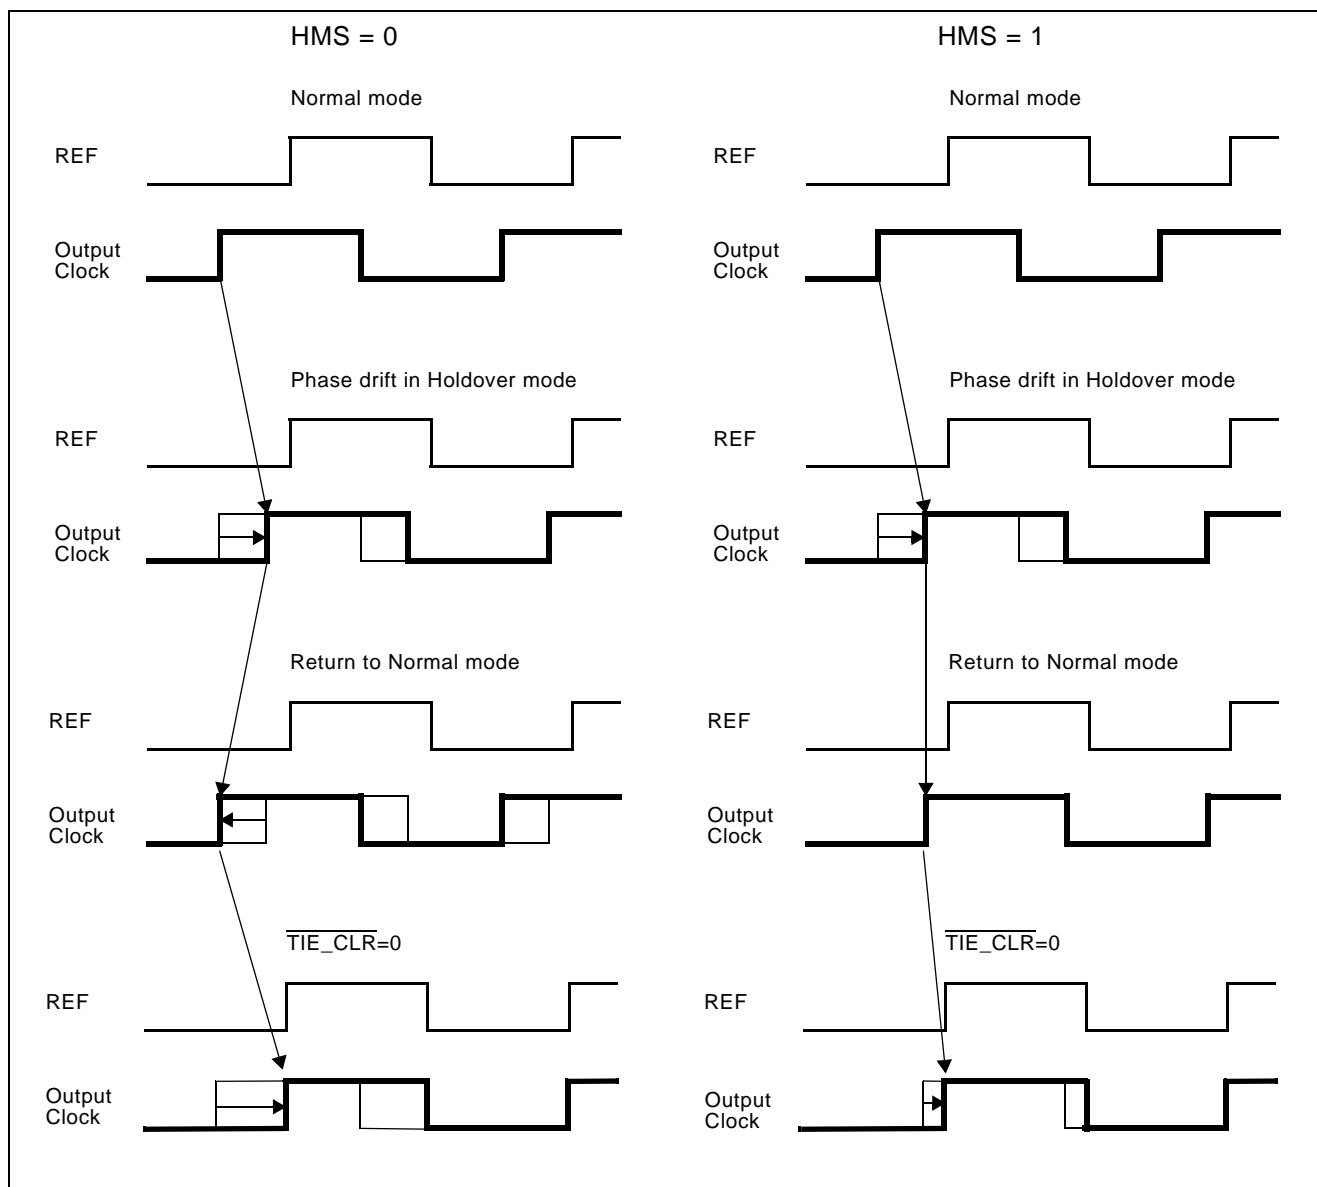 HMS = 0
HMS = 1
Normal mode
Normal mode
REF
REF
Output
Clock
Output
Clock
Phase drift in Holdover mode
Phase drift in Holdover mode
REF
REF
Output
Clock
Output
Clock
Return to Normal mode
Return to Normal mode
REF
REF
Output
Clock
Output
Clock
TIE_CLR=0
TIE_CLR=0
REF
REF
Output
Clock
Output
Clock